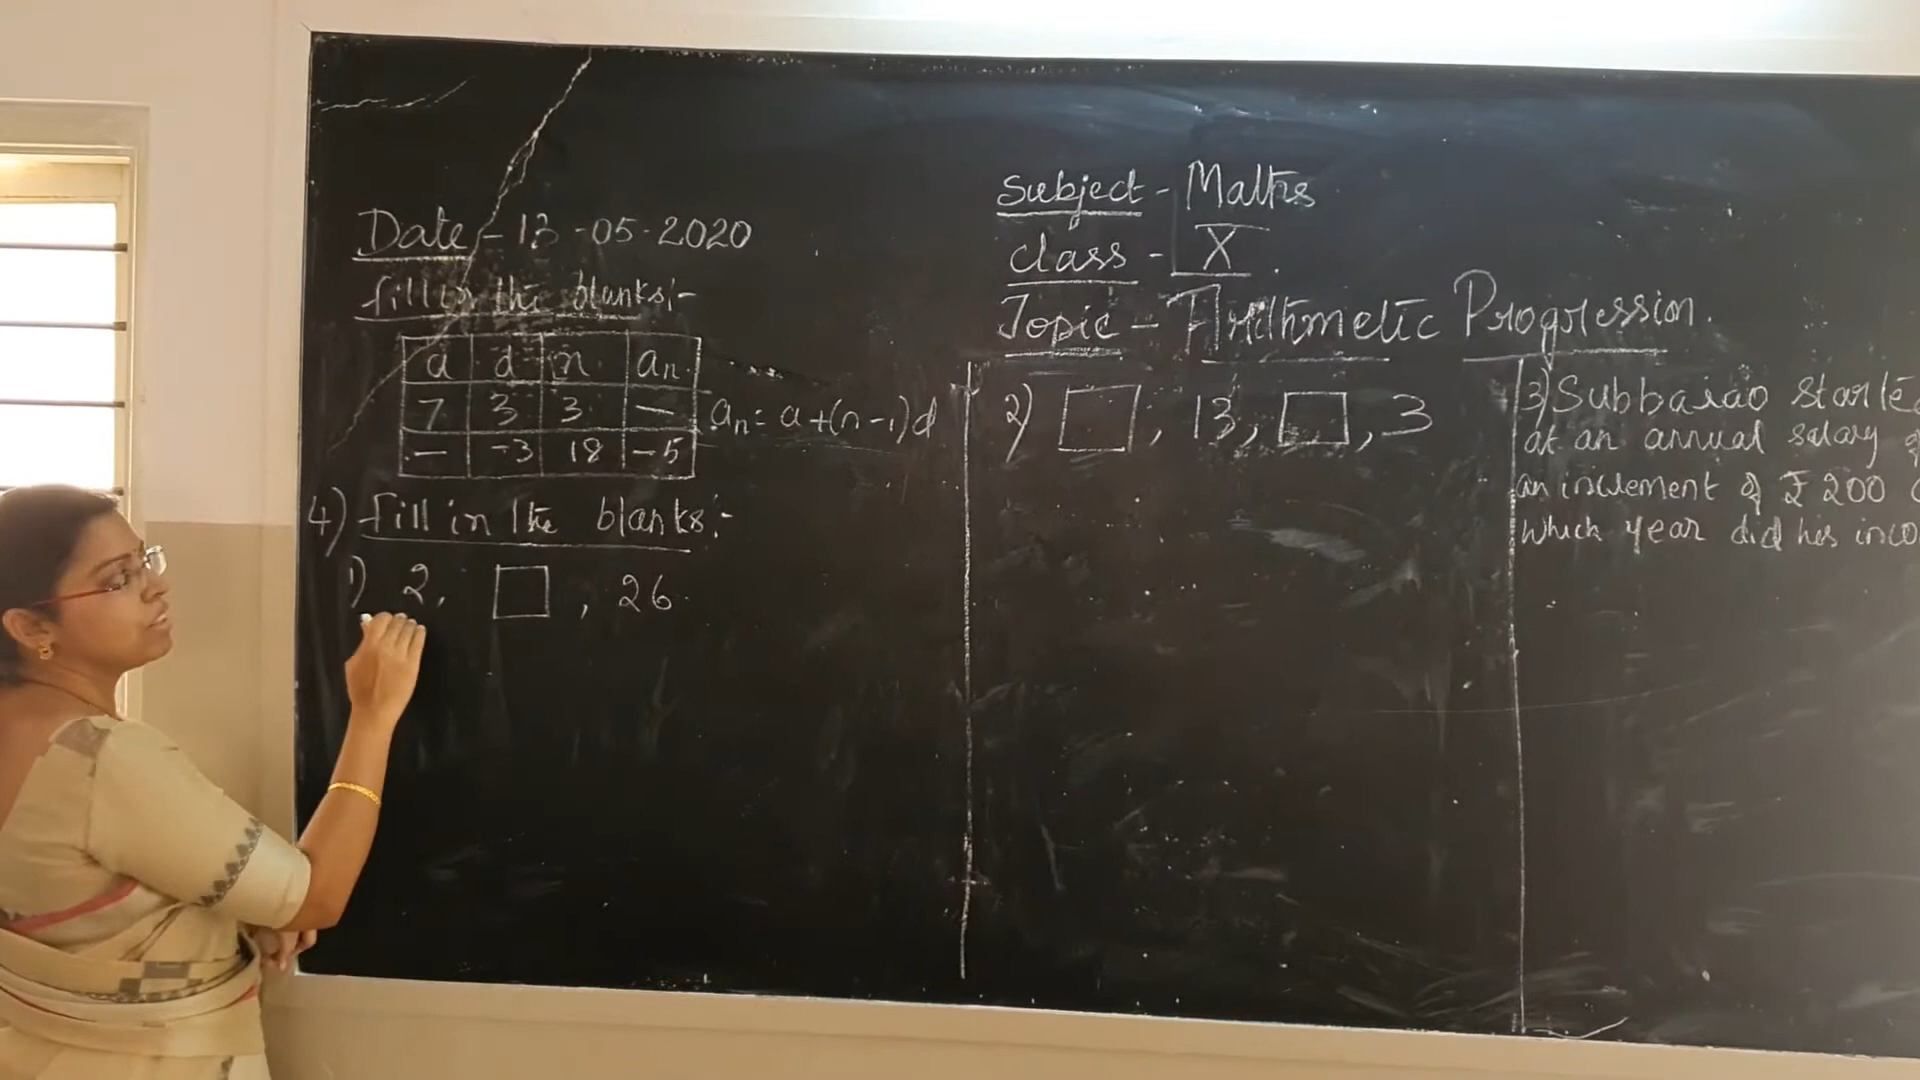 Date - 13-05-2020
fill in the blanks:-
a d n an
7 3 3 — an = a+(n-1)d
— -3 18 -5
4) fill in the blanks:-
1) 2, □, 26.
Subject - Maths
class - X.
Topic - Arithmetic Progression.
2) □, 13, □, 3
3) Subbarao starte
at an annual salary
an increment of ₹ 200
which year did his inco